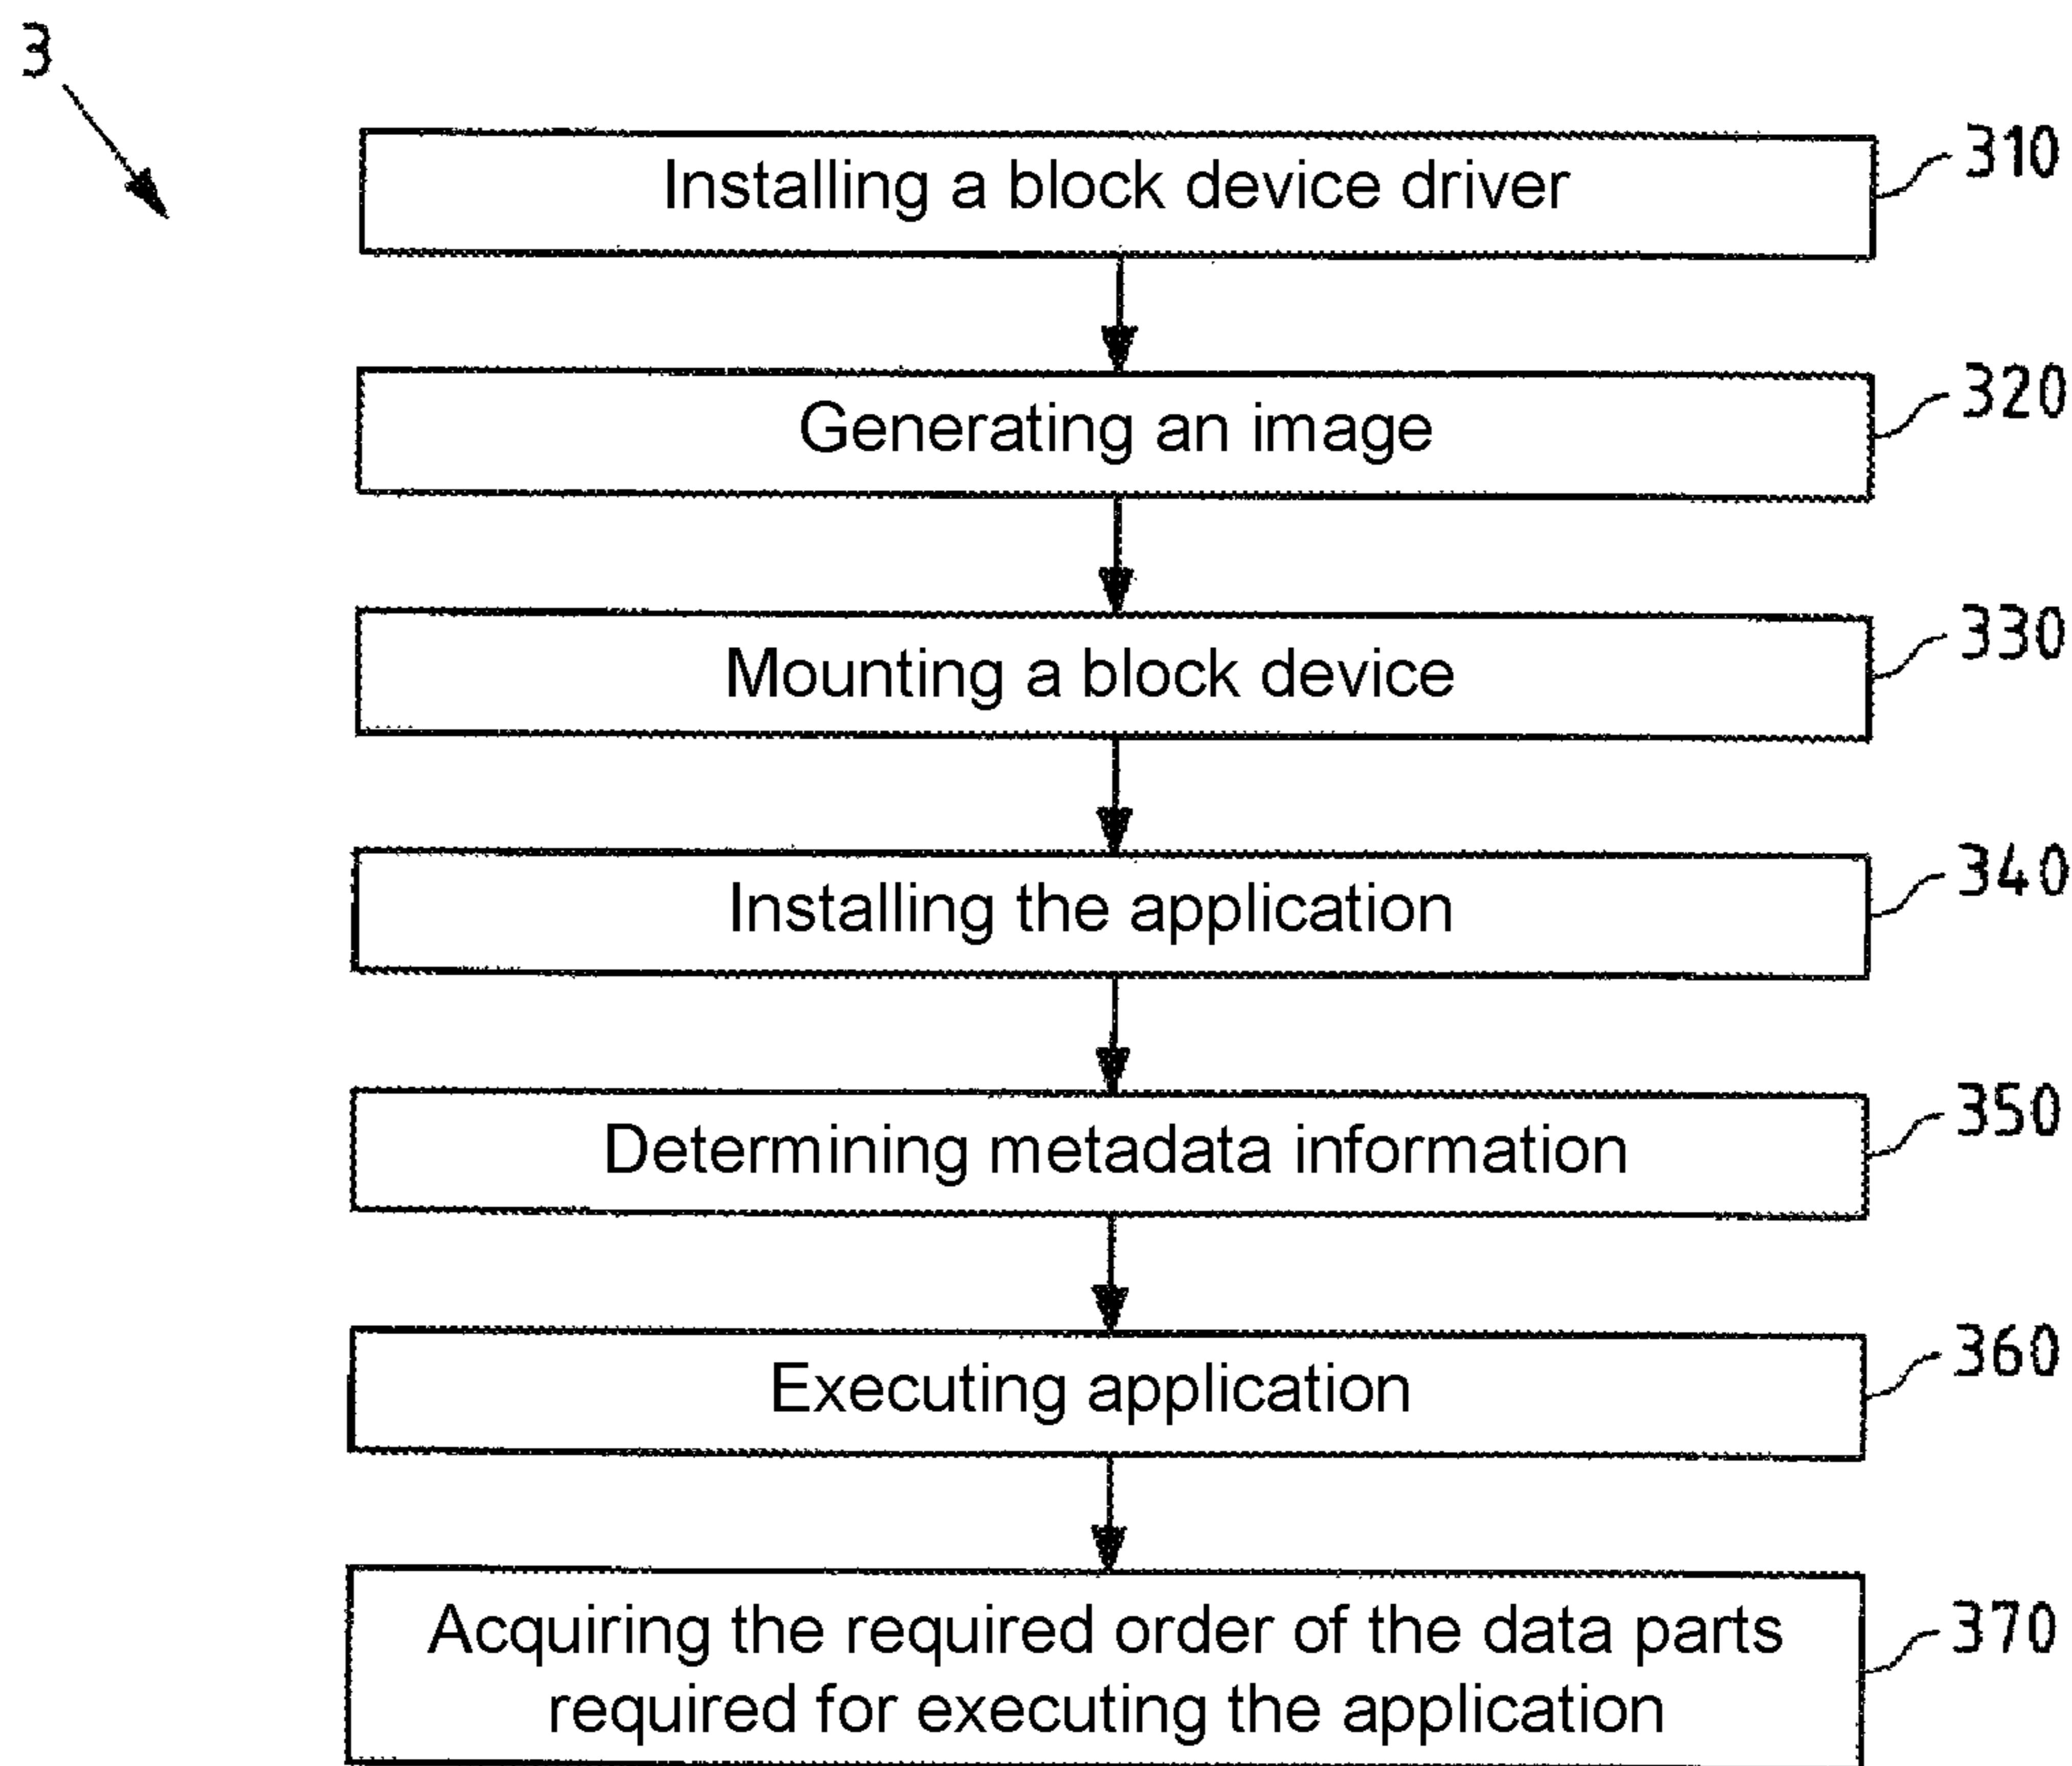 3
Installing a block device driver
310
Generating an image
320
Mounting a block device
330
Installing the application
340
Determining metadata information
350
Executing application
360
Acquiring the required order of the data parts
required for executing the application
370